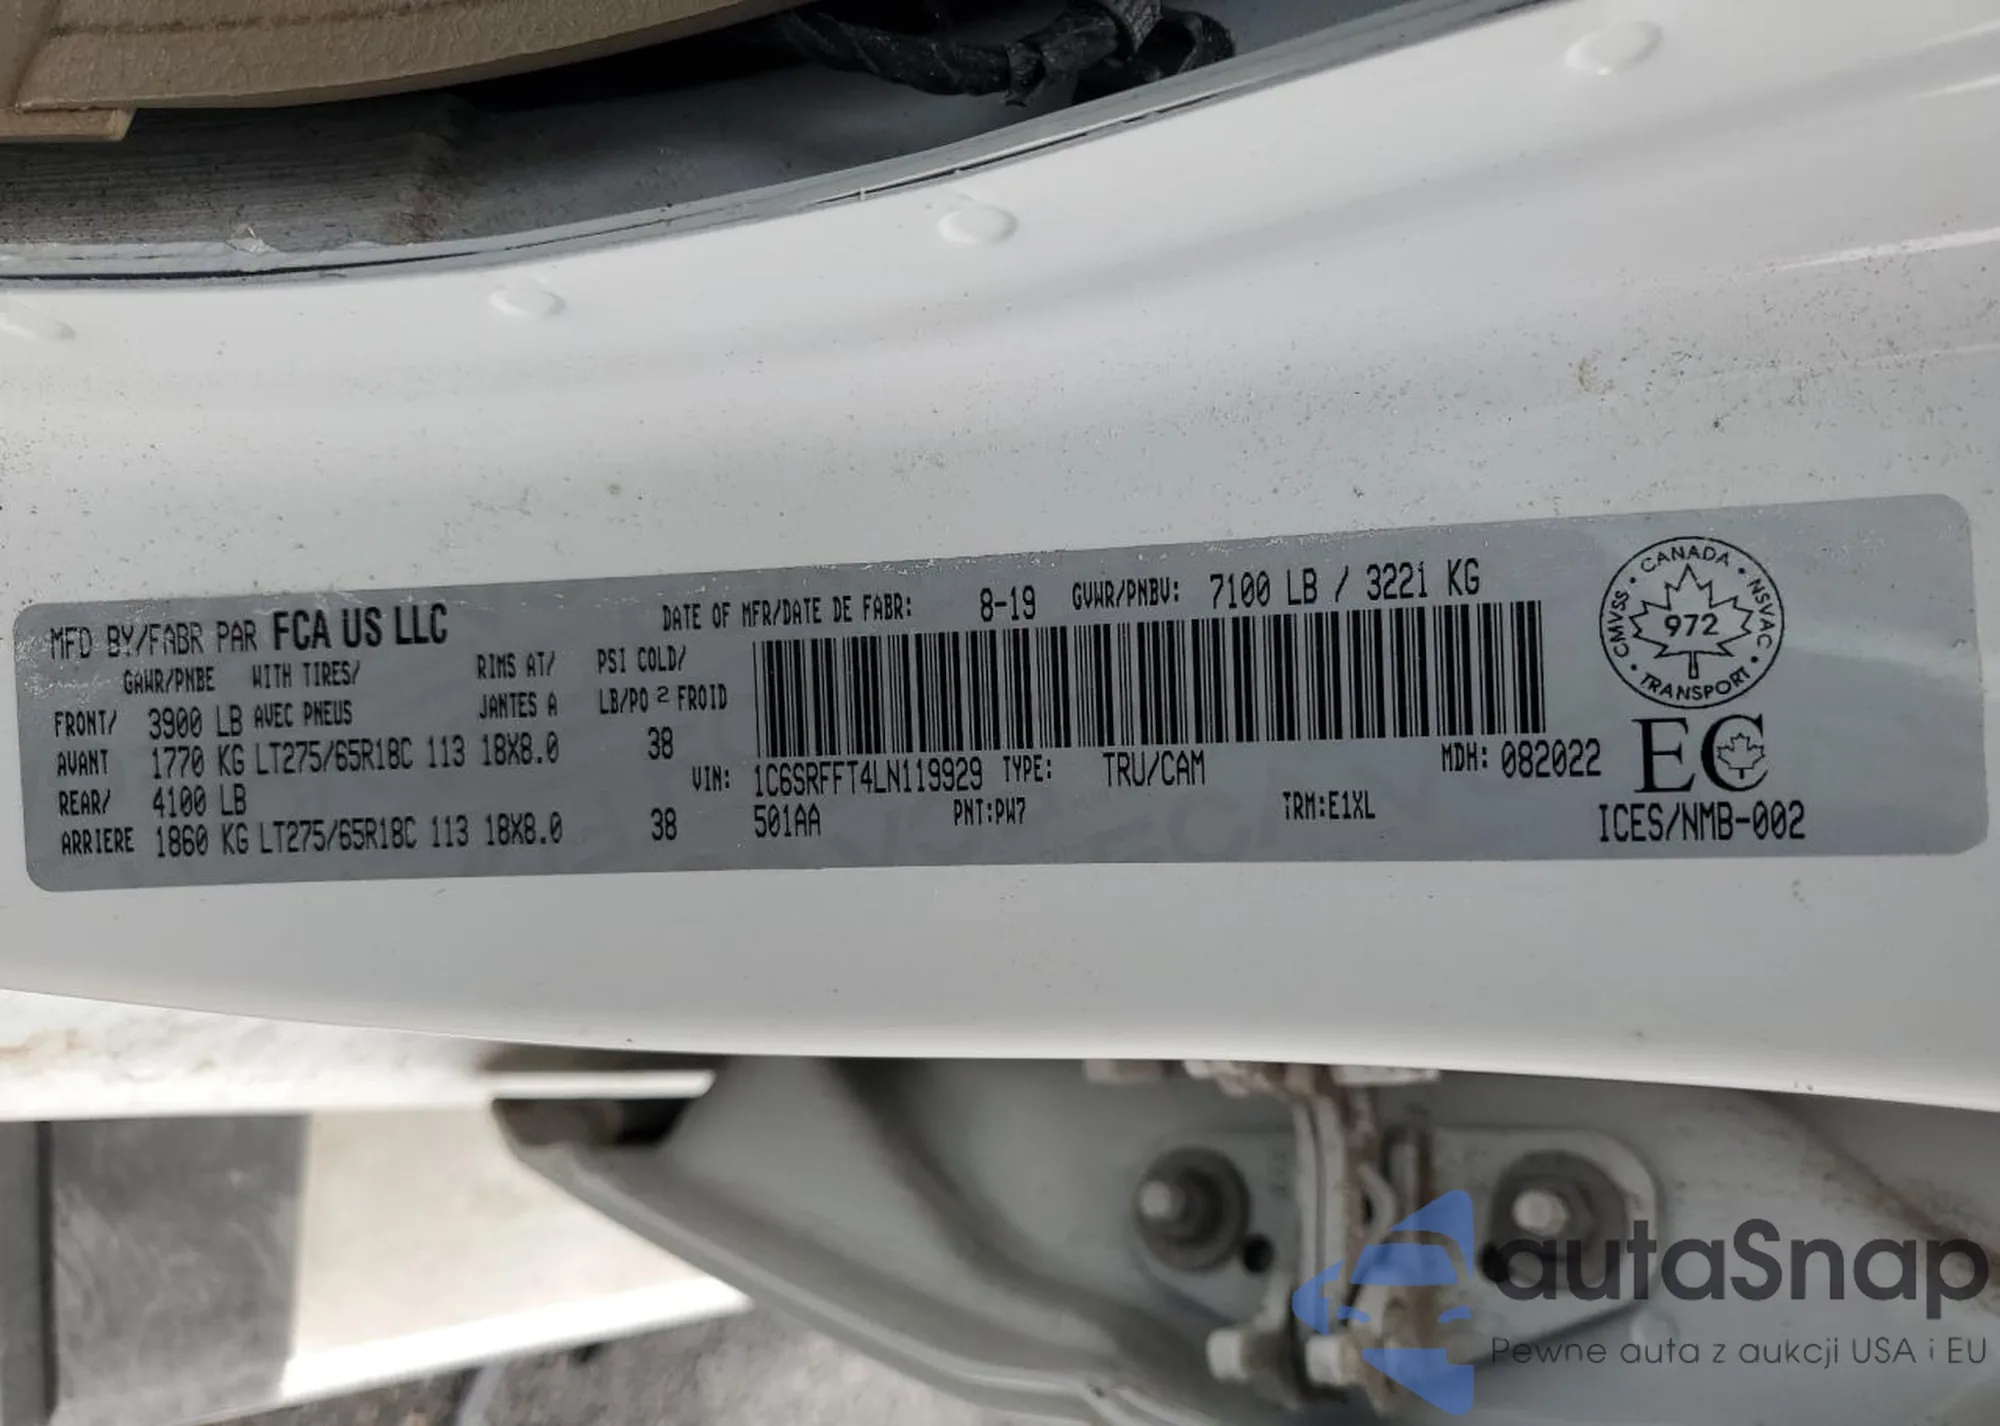 MFD BY/FABR PAR FCA US LLC
DATE OF MFR/DATE DE FABR: 8-19 GVWR/PNBV: 7100 LB / 3221 KG
GAWR/PNBE WITH TIRES/ RIMS AT/ PSI COLD/
FRONT/ 3900 LB AVEC PNEUS JANTES A LB/PO 2 FROID
AVANT 1770 KG LT275/65R18C 113 18X8.0 38
REAR/ 4100 LB
ARRIERE 1860 KG LT275/65R18C 113 18X8.0 38
VIN: 1C6SRFFT4LN119929 TYPE: TRU/CAM MDH: 082022
501AA PNT:PW7 TRM:E1XL
CMVSS • CANADA • NSVAC • TRANSPORT •
972
EC
ICES/NMB-002
autaSnap
Pewne auta z aukcji USA i EU